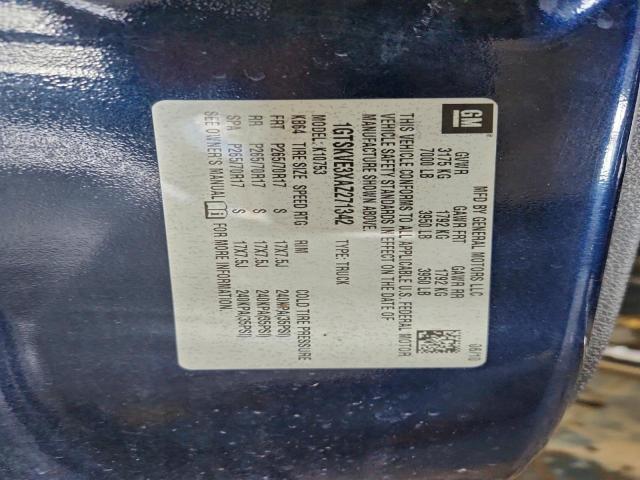 GM
MFD BY GENERAL MOTORS LLC 06/10
GVWR GAWR FRT GAWR RR
3175 KG 1792 KG 1792 KG
7000 LB 3950 LB 3950 LB
THIS VEHICLE CONFORMS TO ALL APPLICABLE U.S. FEDERAL MOTOR
VEHICLE SAFETY STANDARDS IN EFFECT ON THE DATE OF
MANUFACTURE SHOWN ABOVE.
1GTSKVE3XAZ271342 TYPE: TRUCK
MODEL: K10753
KB64 TIRE SIZE SPEED RTG RIM COLD TIRE PRESSURE
FRT P265/70R17 S 17X7.5J 240KPA(35PSI)
RR P265/70R17 S 17X7.5J 240KPA(35PSI)
SPA P265/70R17 S 17X7.5J 240KPA(35PSI)
SEE OWNER'S MANUAL FOR MORE INFORMATION.